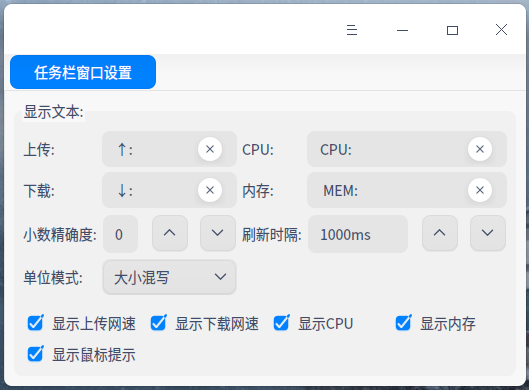 任务栏窗口设置
显示文本:
上传: ↑: CPU: CPU:
下载: ↓: 内存: MEM:
小数精确度: 0 刷新时隔: 1000ms
单位模式: 大小混写
显示上传网速 显示下载网速 显示CPU 显示内存
显示鼠标提示